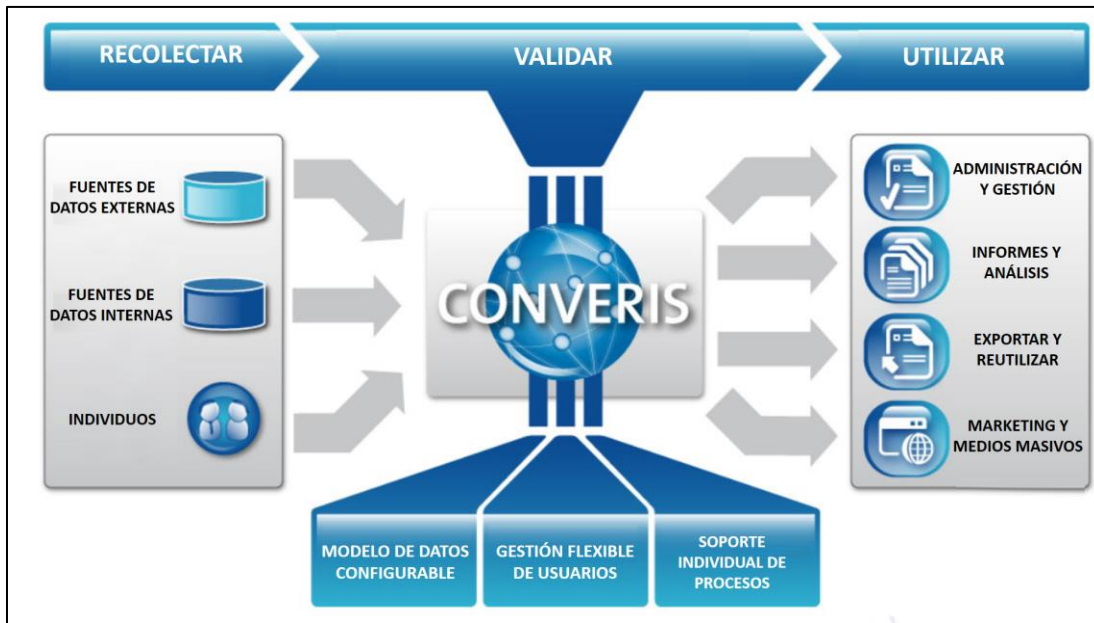 RECOLECTAR
VALIDAR
UTILIZAR
FUENTES DE
DATOS EXTERNAS
FUENTES DE
DATOS INTERNAS
INDIVIDUOS
CONVERIS
ADMINISTRACIÓN
Y GESTIÓN
INFORMES Y
ANÁLISIS
EXPORTAR Y
REUTILIZAR
MARKETING Y
MEDIOS MASIVOS
MODELO DE DATOS
CONFIGURABLE
GESTIÓN FLEXIBLE
DE USUARIOS
SOPORTE
INDIVIDUAL DE
PROCESOS